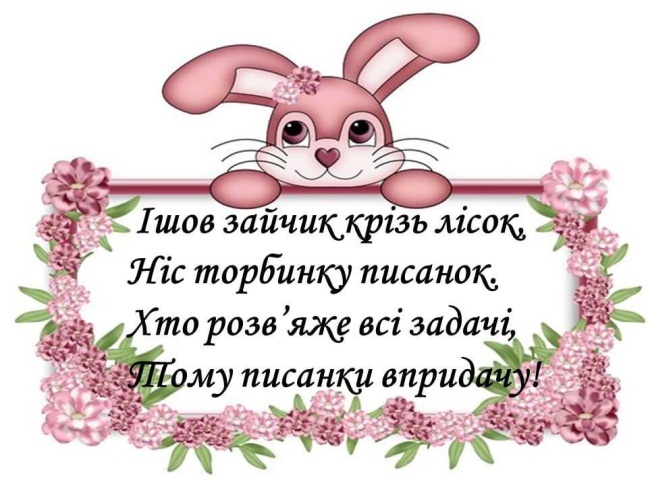 Ішов зайчик крізь лісок,
Ніс торбинку писанок.
Хто розв’яже всі задачі,
Тому писанки впридачу!